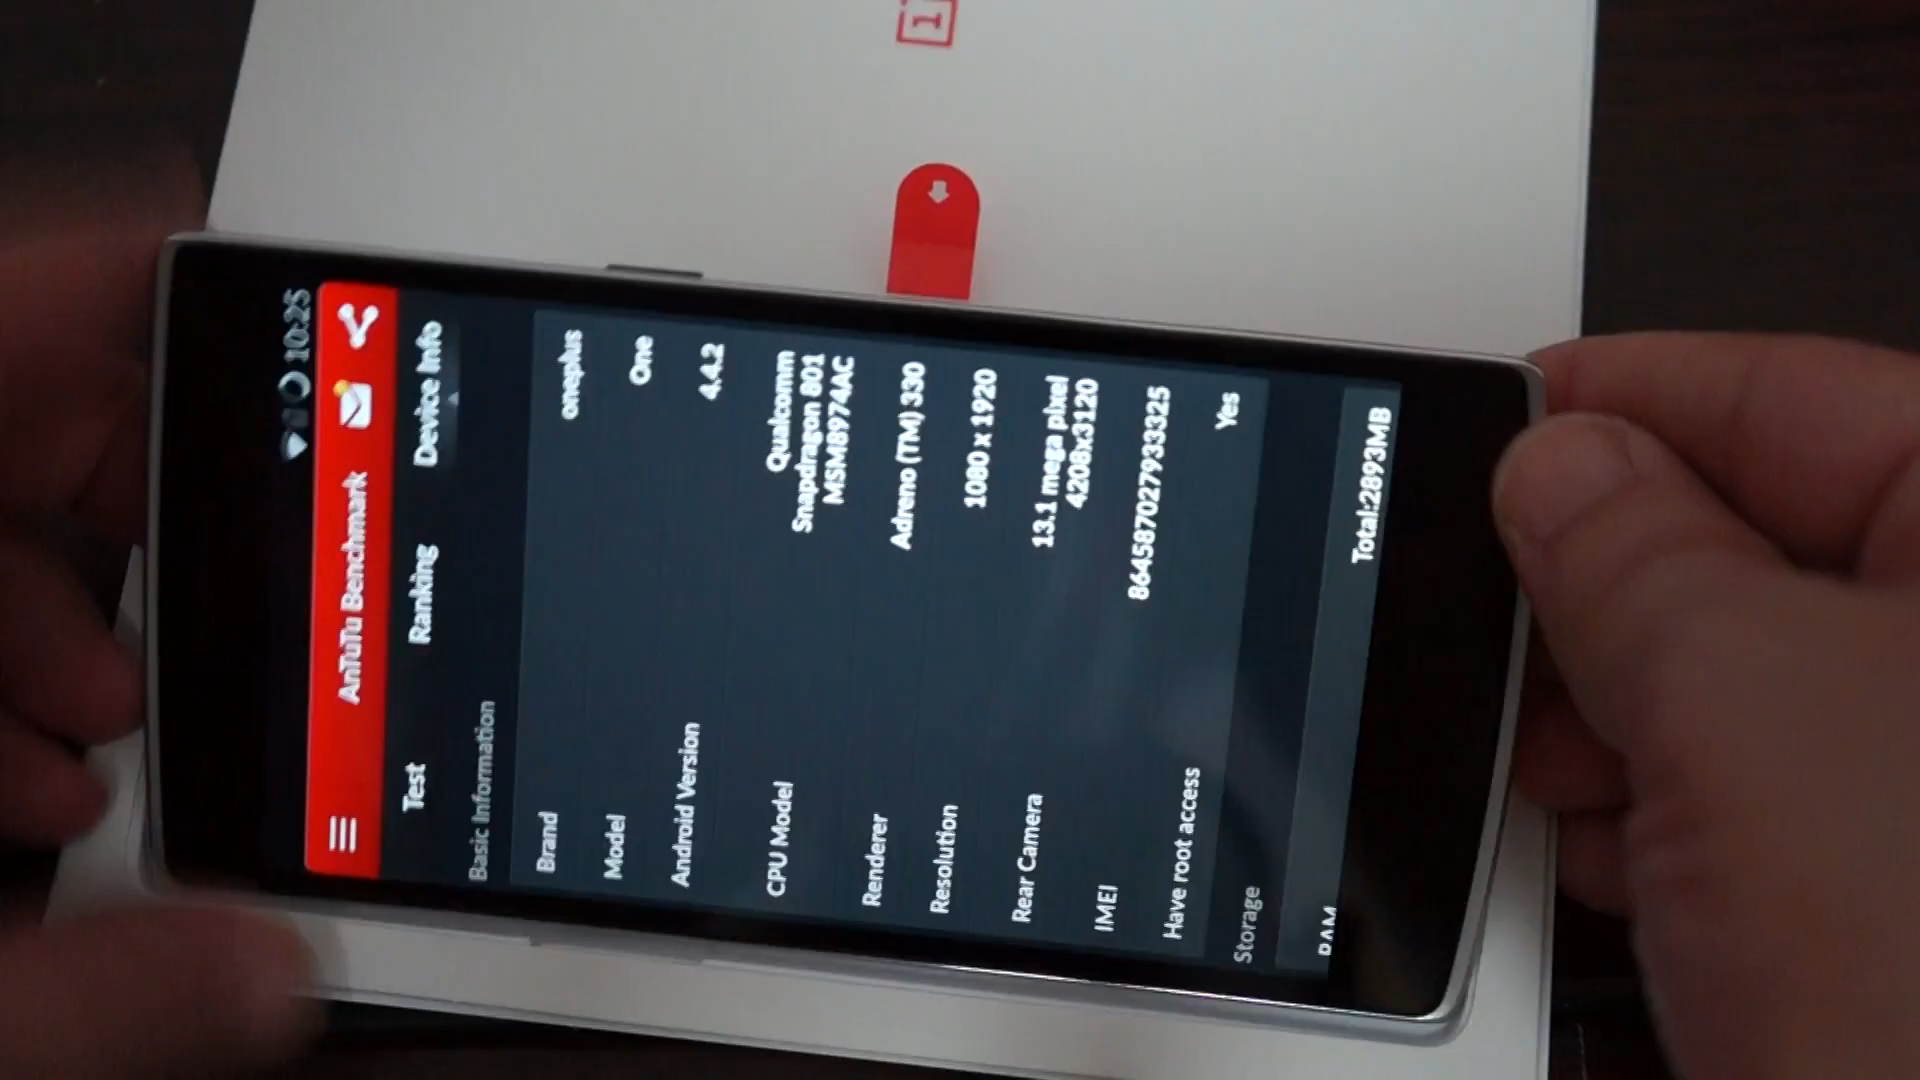 1
10:25
AnTuTu Benchmark
Test Ranking Device Info
Basic Information
Brand oneplus
Model One
Android Version 4.4.2
CPU Model Qualcomm
Snapdragon 801
MSM8974AC
Renderer Adreno (TM) 330
Resolution 1080 x 1920
Rear Camera 13.1 mega pixel
4208x3120
IMEI 864587027933325
Have root access Yes
Storage
RAM Total:2893MB